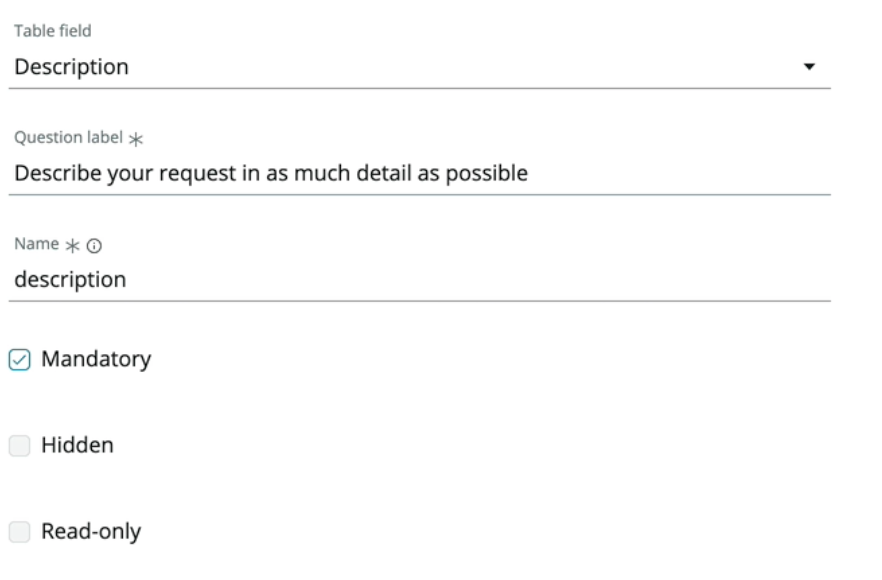 Table field
Description
Question label *
Describe your request in as much detail as possible
Name * ⓘ
description
Mandatory
Hidden
Read-only